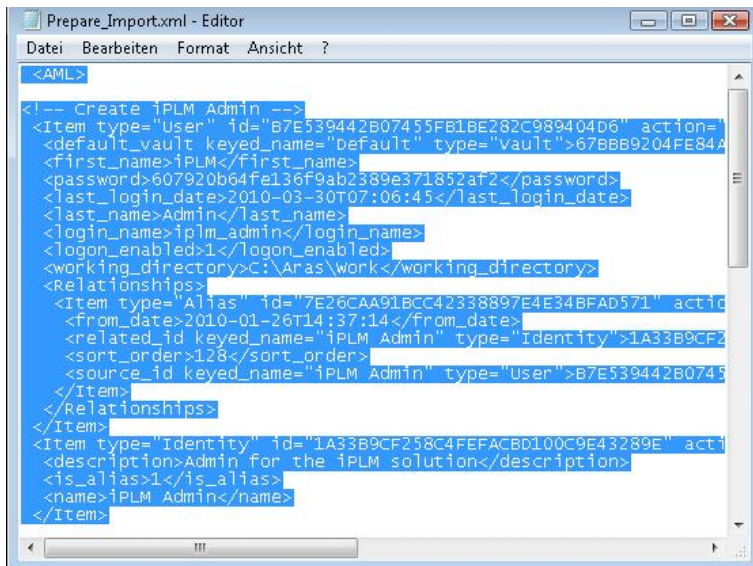 Prepare_Import.xml - Editor
Datei Bearbeiten Format Ansicht ?
<AML>
<!-- Create iPLM Admin -->
<Item type="User" id="B7E539442B07455FB1BE282C989404D6" action="
<default_vault keyed_name="Default" type="Vault">67BBB9204FE84A
<first_name>iPLM</first_name>
<password>607920b64fe136f9ab2389e371852af2</password>
<last_login_date>2010-03-30T07:06:45</last_login_date>
<last_name>Admin</last_name>
<login_name>iplm_admin</login_name>
<logon_enabled>1</logon_enabled>
<working_directory>C:\Aras\Work</working_directory>
<Relationships>
<Item type="Alias" id="7E26CAA91BCC42338897E4E34BFAD571" actio
<from_date>2010-01-26T14:37:14</from_date>
<related_id keyed_name="iPLM Admin" type="Identity">1A33B9CF2
<sort_order>128</sort_order>
<source_id keyed_name="iPLM Admin" type="User">B7E539442B0745
</Item>
</Relationships>
</Item>
<Item type="Identity" id="1A33B9CF258C4FEFACBD100C9E43289E" acti
<description>Admin for the iPLM solution</description>
<is_alias>1</is_alias>
<name>iPLM Admin</name>
</Item>